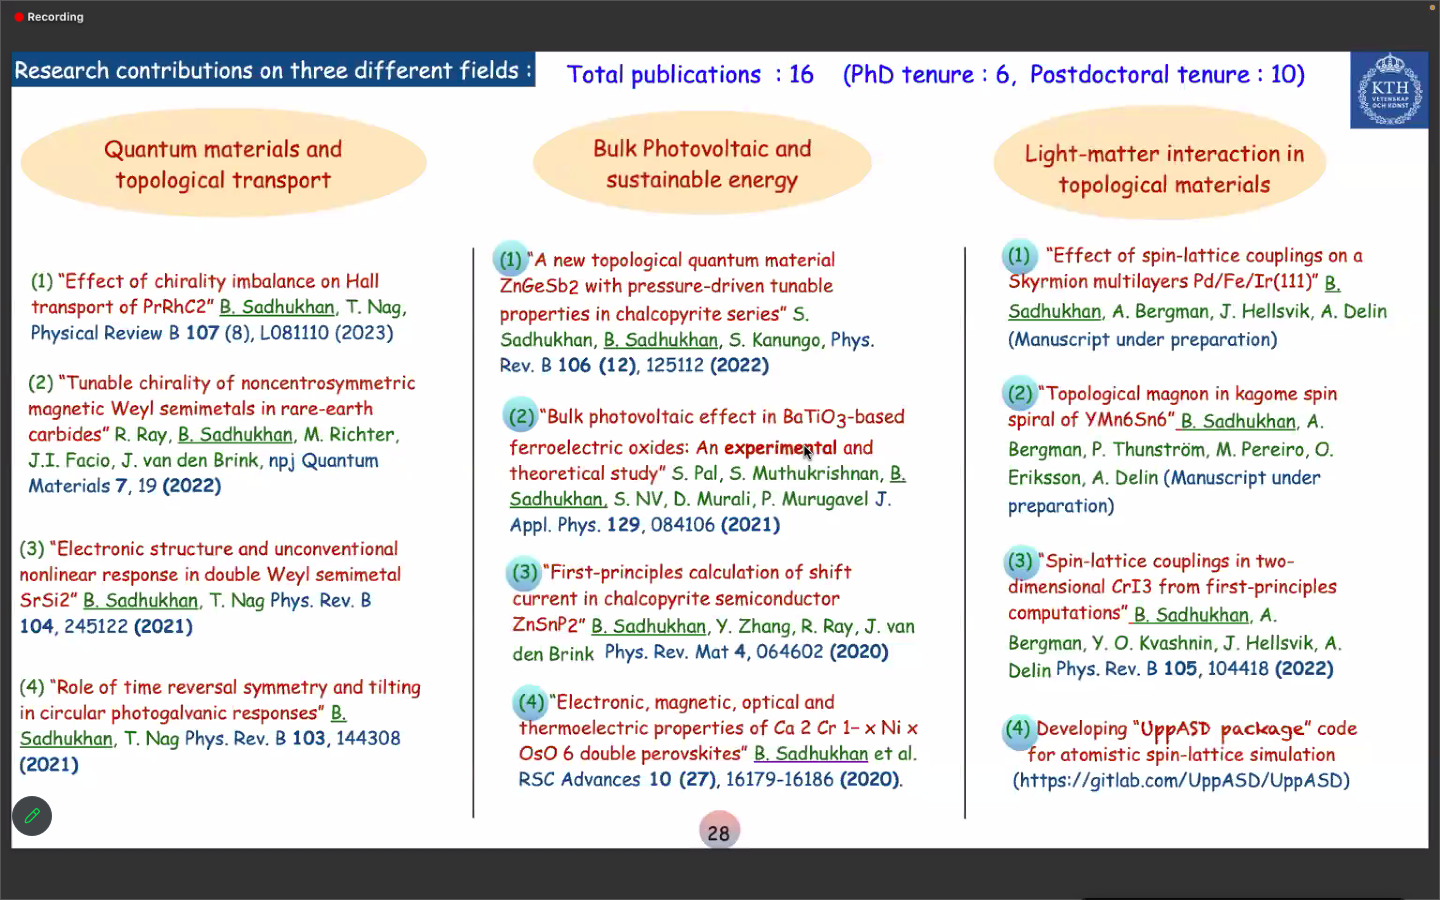 Recording
Research contributions on three different fields :
Total publications : 16 (PhD tenure : 6, Postdoctoral tenure : 10)
KTH
VETENSKAP
OCH KONST
Quantum materials and
topological transport
(1) “Effect of chirality imbalance on Hall
transport of PrRhC2” B. Sadhukhan, T. Nag,
Physical Review B 107 (8), L081110 (2023)
(2) “Tunable chirality of noncentrosymmetric
magnetic Weyl semimetals in rare-earth
carbides” R. Ray, B. Sadhukhan, M. Richter,
J.I. Facio, J. van den Brink, npj Quantum
Materials 7, 19 (2022)
(3) “Electronic structure and unconventional
nonlinear response in double Weyl semimetal
SrSi2” B. Sadhukhan, T. Nag Phys. Rev. B
104, 245122 (2021)
(4) “Role of time reversal symmetry and tilting
in circular photogalvanic responses” B.
Sadhukhan, T. Nag Phys. Rev. B 103, 144308
(2021)
Bulk Photovoltaic and
sustainable energy
(1) “A new topological quantum material
ZnGeSb2 with pressure-driven tunable
properties in chalcopyrite series” S.
Sadhukhan, B. Sadhukhan, S. Kanungo, Phys.
Rev. B 106 (12), 125112 (2022)
(2) “Bulk photovoltaic effect in BaTiO3-based
ferroelectric oxides: An experimental and
theoretical study” S. Pal, S. Muthukrishnan, B.
Sadhukhan, S. NV, D. Murali, P. Murugavel J.
Appl. Phys. 129, 084106 (2021)
(3) “First-principles calculation of shift
current in chalcopyrite semiconductor
ZnSnP2” B. Sadhukhan, Y. Zhang, R. Ray, J. van
den Brink Phys. Rev. Mat 4, 064602 (2020)
(4) “Electronic, magnetic, optical and
thermoelectric properties of Ca 2 Cr 1− x Ni x
OsO 6 double perovskites” B. Sadhukhan et al.
RSC Advances 10 (27), 16179-16186 (2020).
Light-matter interaction in
topological materials
(1) “Effect of spin-lattice couplings on a
Skyrmion multilayers Pd/Fe/Ir(111)” B.
Sadhukhan, A. Bergman, J. Hellsvik, A. Delin
(Manuscript under preparation)
(2) “Topological magnon in kagome spin
spiral of YMn6Sn6” B. Sadhukhan, A.
Bergman, P. Thunström, M. Pereiro, O.
Eriksson, A. Delin (Manuscript under
preparation)
(3) “Spin-lattice couplings in two-
dimensional CrI3 from first-principles
computations” B. Sadhukhan, A.
Bergman, Y. O. Kvashnin, J. Hellsvik, A.
Delin Phys. Rev. B 105, 104418 (2022)
(4) Developing “UppASD package” code
for atomistic spin-lattice simulation
(https://gitlab.com/UppASD/UppASD)
28